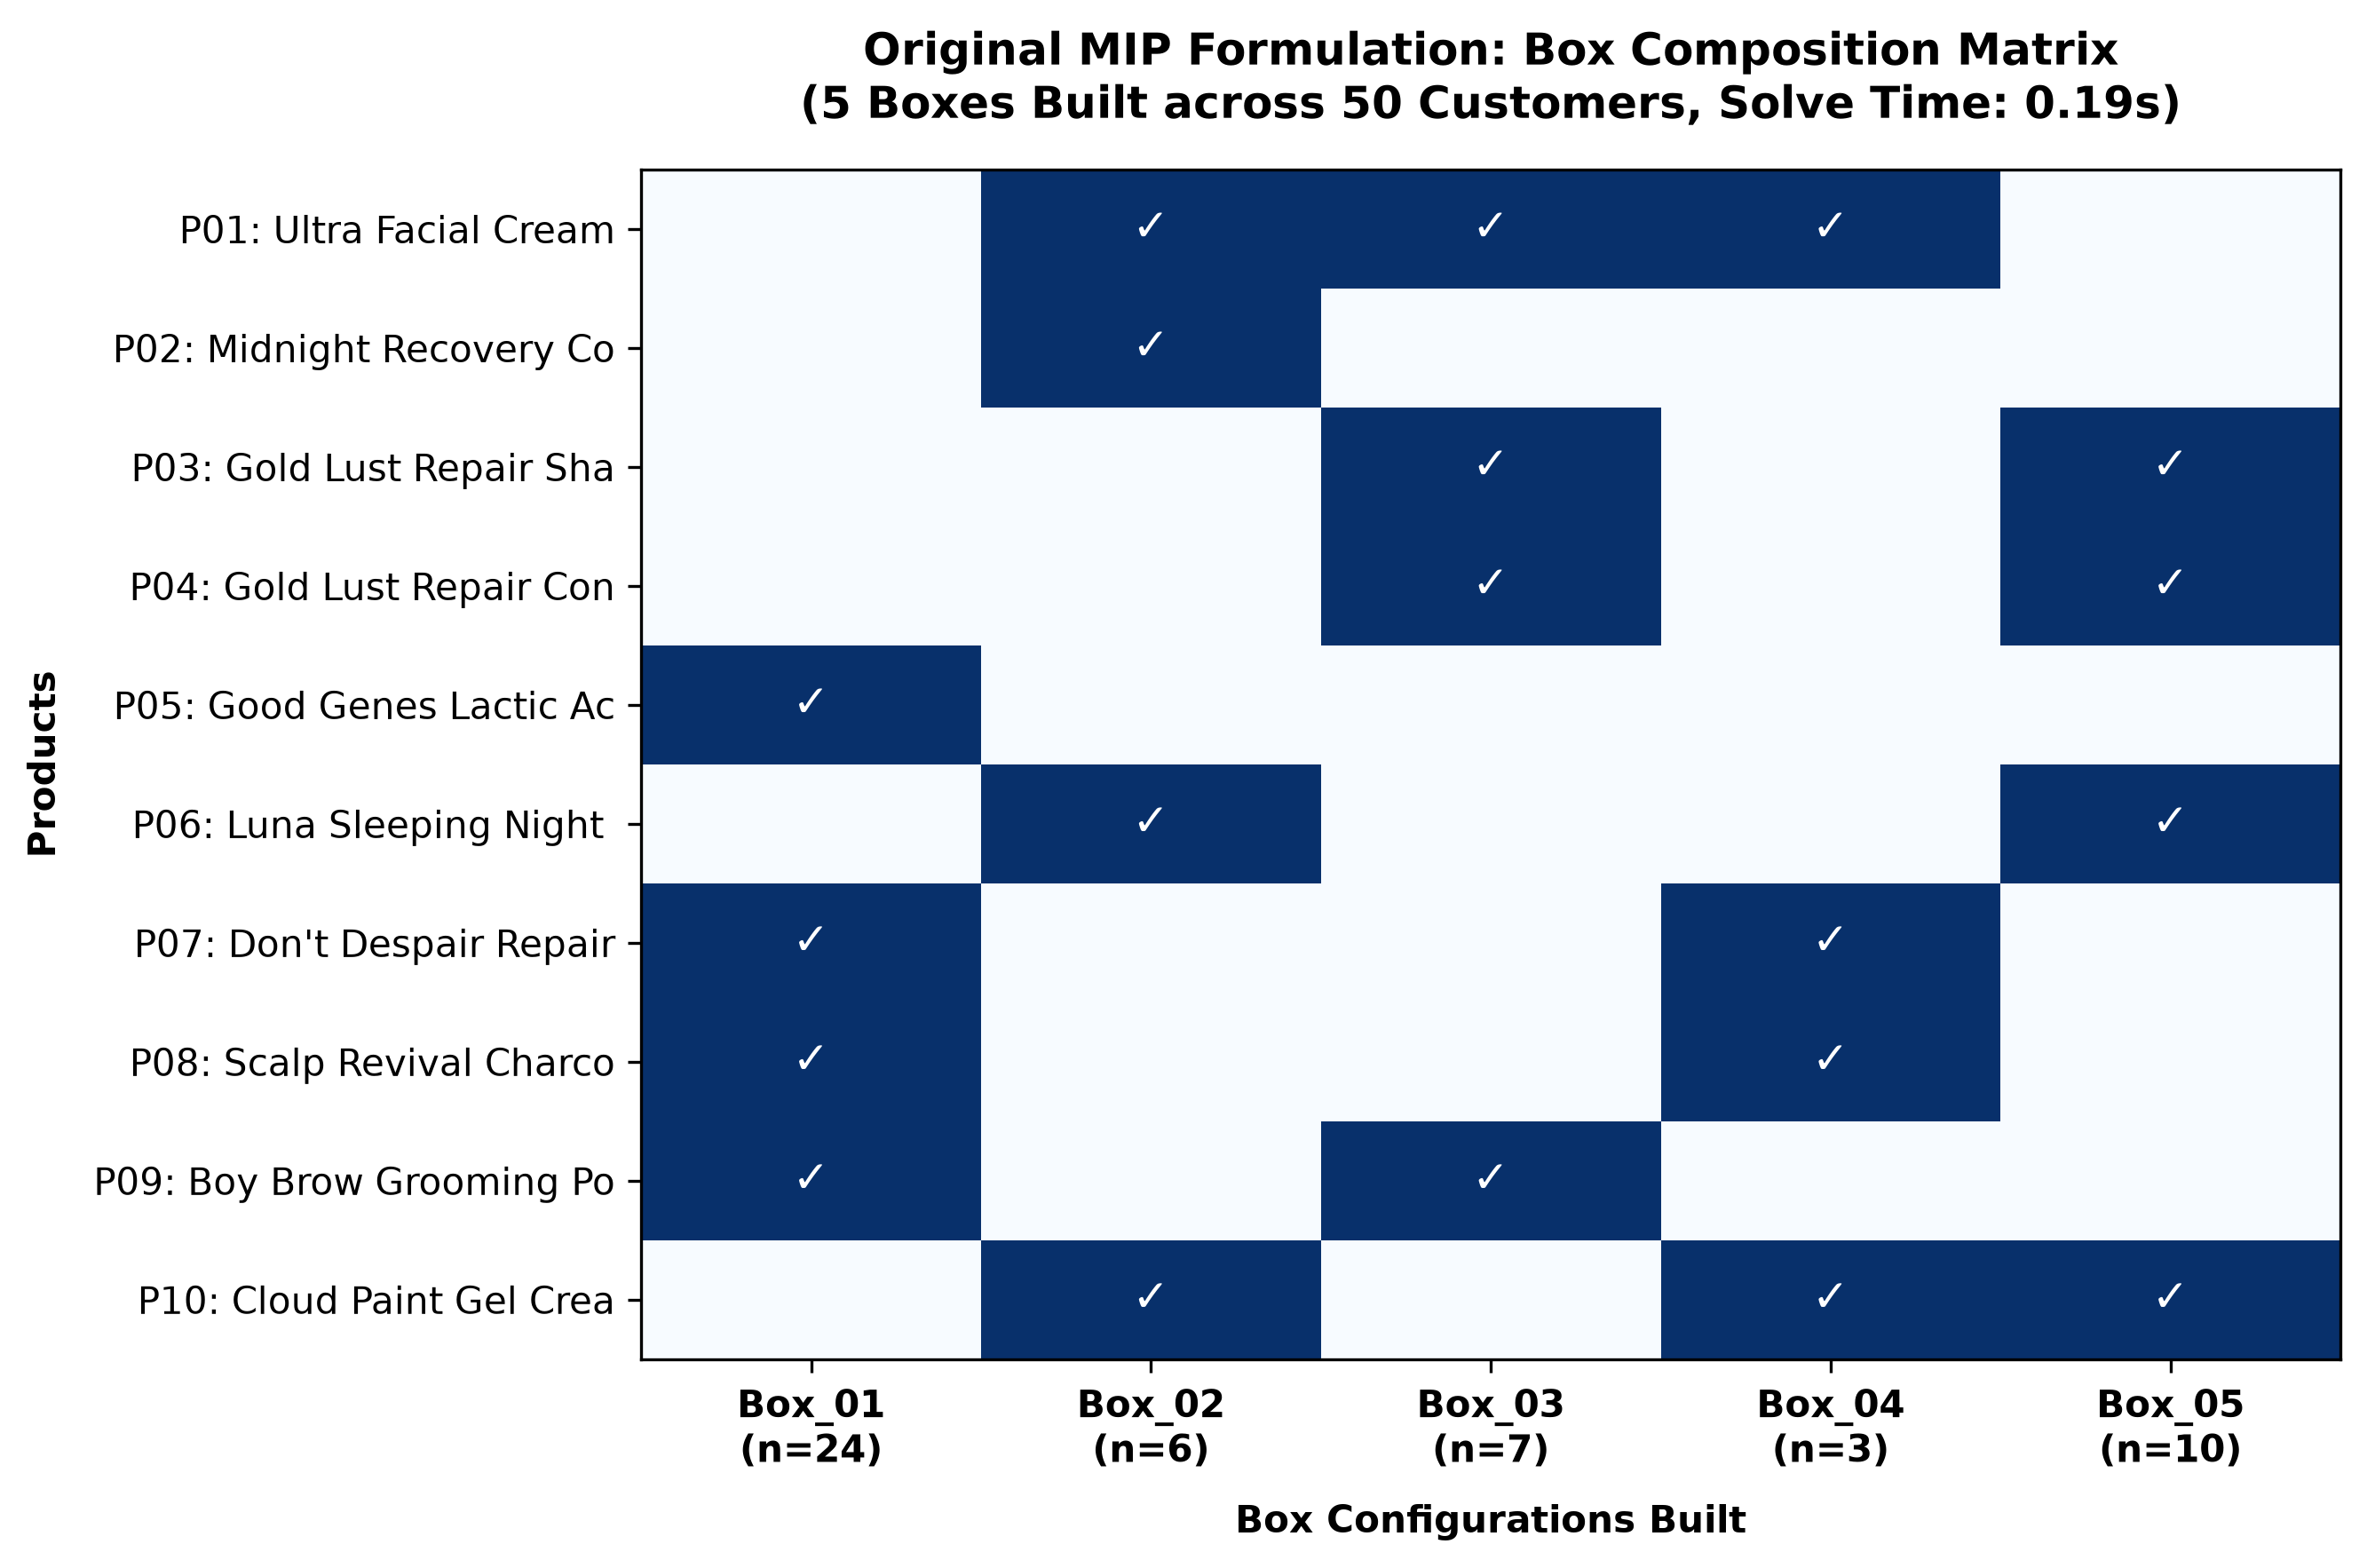 Original MIP Formulation: Box Composition Matrix
(5 Boxes Built across 50 Customers, Solve Time: 0.19s)
Products
P01: Ultra Facial Cream ✓ ✓ ✓
P02: Midnight Recovery Co ✓
P03: Gold Lust Repair Sha ✓ ✓
P04: Gold Lust Repair Con ✓ ✓
P05: Good Genes Lactic Ac ✓
P06: Luna Sleeping Night ✓ ✓
P07: Don't Despair Repair ✓ ✓
P08: Scalp Revival Charco ✓ ✓
P09: Boy Brow Grooming Po ✓ ✓
P10: Cloud Paint Gel Crea ✓ ✓ ✓
Box_01 Box_02 Box_03 Box_04 Box_05
(n=24) (n=6) (n=7) (n=3) (n=10)
Box Configurations Built